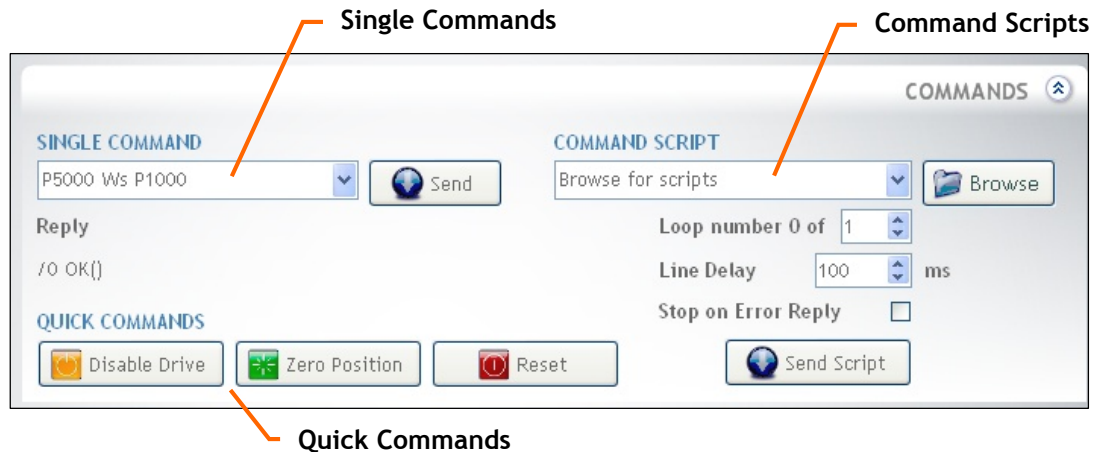 Single Commands
Command Scripts
COMMANDS
SINGLE COMMAND
P5000 Ws P1000
Send
Reply
/0 OK()
QUICK COMMANDS
Disable Drive
Zero Position
Reset
COMMAND SCRIPT
Browse for scripts
Browse
Loop number 0 of 1
Line Delay 100 ms
Stop on Error Reply
Send Script
Quick Commands